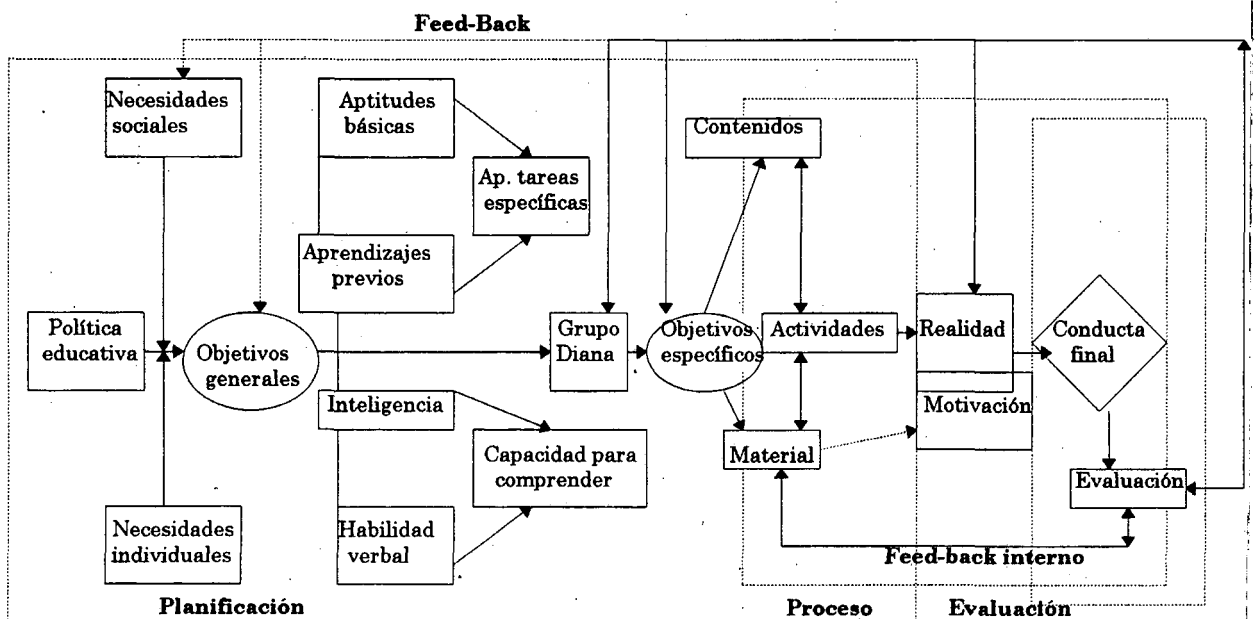 Feed-Back
Necesidades
sociales
Aptitudes
básicas
Contenidos
Ap. tareas
específicas
Aprendizajes
previos
Política
educativa
Objetivos
generales
Grupo
Diana
Objetivos
específicos
Actividades
Realidad
Conducta
final
Inteligencia
Motivación
Capacidad para
comprender
Material
Evaluación
Necesidades
individuales
Habilidad
verbal
Feed-back interno
Planificación
Proceso
Evaluación